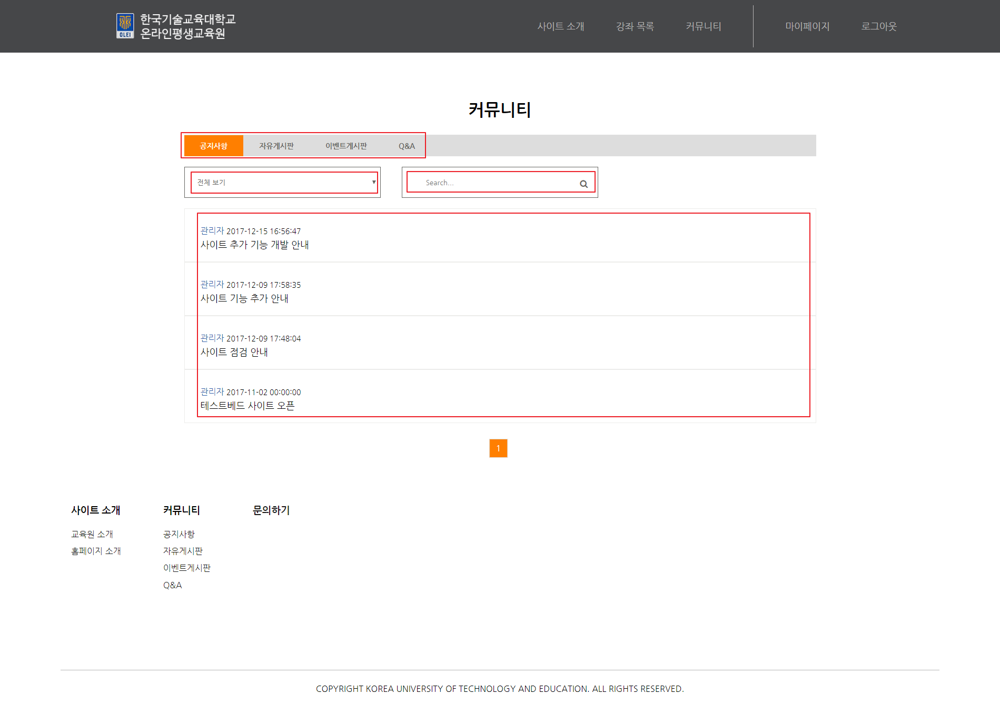 한국기술교육대학교
온라인평생교육원
OLEI
사이트 소개 강좌 목록 커뮤니티 마이페이지 로그아웃
커뮤니티
공지사항 자유게시판 이벤트게시판 Q&A
전체 보기 ▼ Search...
관리자 2017-12-15 16:56:47
사이트 추가 기능 개발 안내
관리자 2017-12-09 17:58:35
사이트 기능 추가 안내
관리자 2017-12-09 17:48:04
사이트 점검 안내
관리자 2017-11-02 00:00:00
테스트베드 사이트 오픈
1
사이트 소개 커뮤니티 문의하기
교육원 소개 공지사항
홈페이지 소개 자유게시판
이벤트게시판
Q&A
COPYRIGHT KOREA UNIVERSITY OF TECHNOLOGY AND EDUCATION. ALL RIGHTS RESERVED.